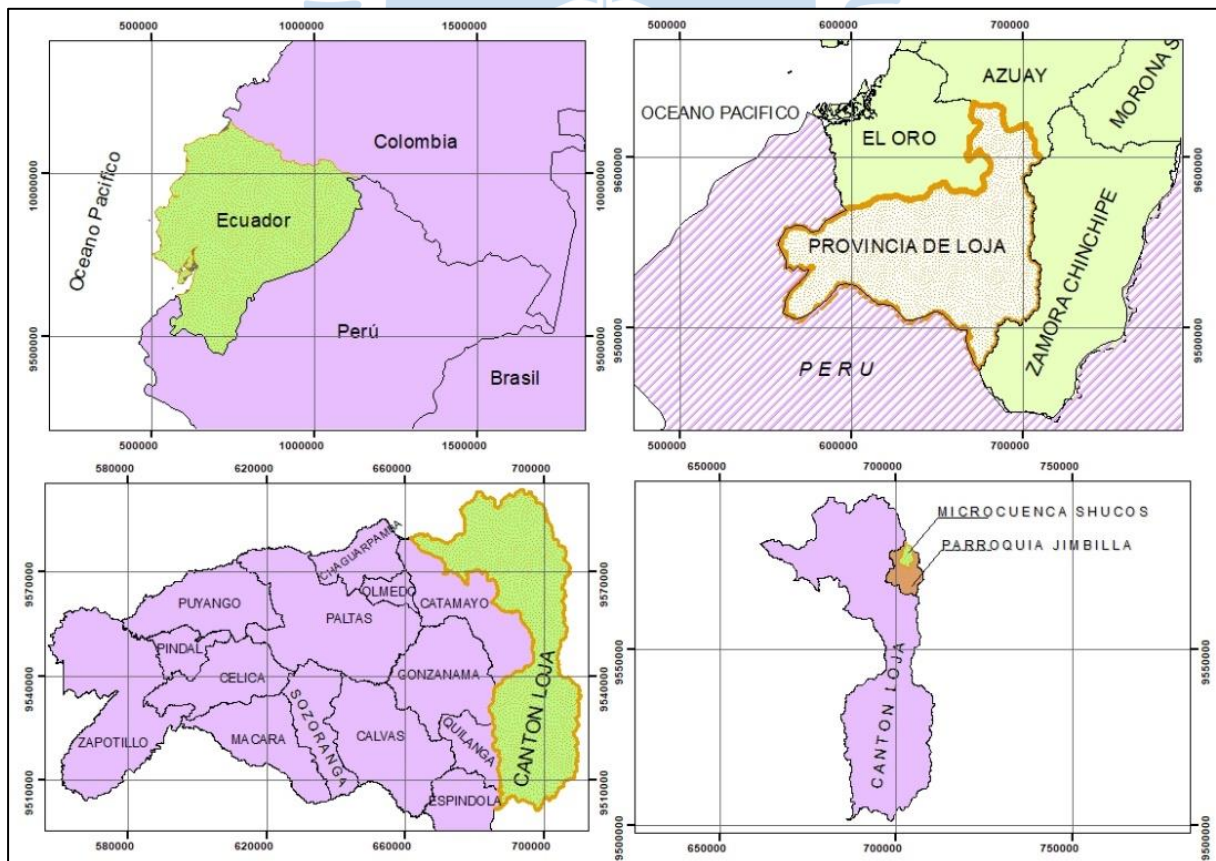 500000 1000000 1500000
Colombia
Oceano Pacifico
Ecuador
Perú
Brasil
10000000 10000000
9500000 9500000
500000 1000000 1500000
500000 600000 700000
AZUAY
MORONA S
OCEANO PACIFICO
EL ORO
PROVINCIA DE LOJA
ZAMORA CHINCHIPE
PERU
9600000 9600000
9500000 9500000
500000 600000 700000
580000 620000 660000 700000
CHAGUARPAMBA
OLMEDO
CATAMAYO
PUYANGO
PALTAS
PINDAL
CELICA
GONZANAMA
SOZORANGA
ZAPOTILLO
MACARA
CALVAS
QUILANGA
CANTON LOJA
ESPINDOLA
9570000 9570000
9540000 9540000
9510000 9510000
580000 620000 660000 700000
650000 700000 750000
MICROCUENCA SHUCOS
PARROQUIA JIMBILLA
CANTON LOJA
9550000 9550000
9500000 9500000
650000 700000 750000